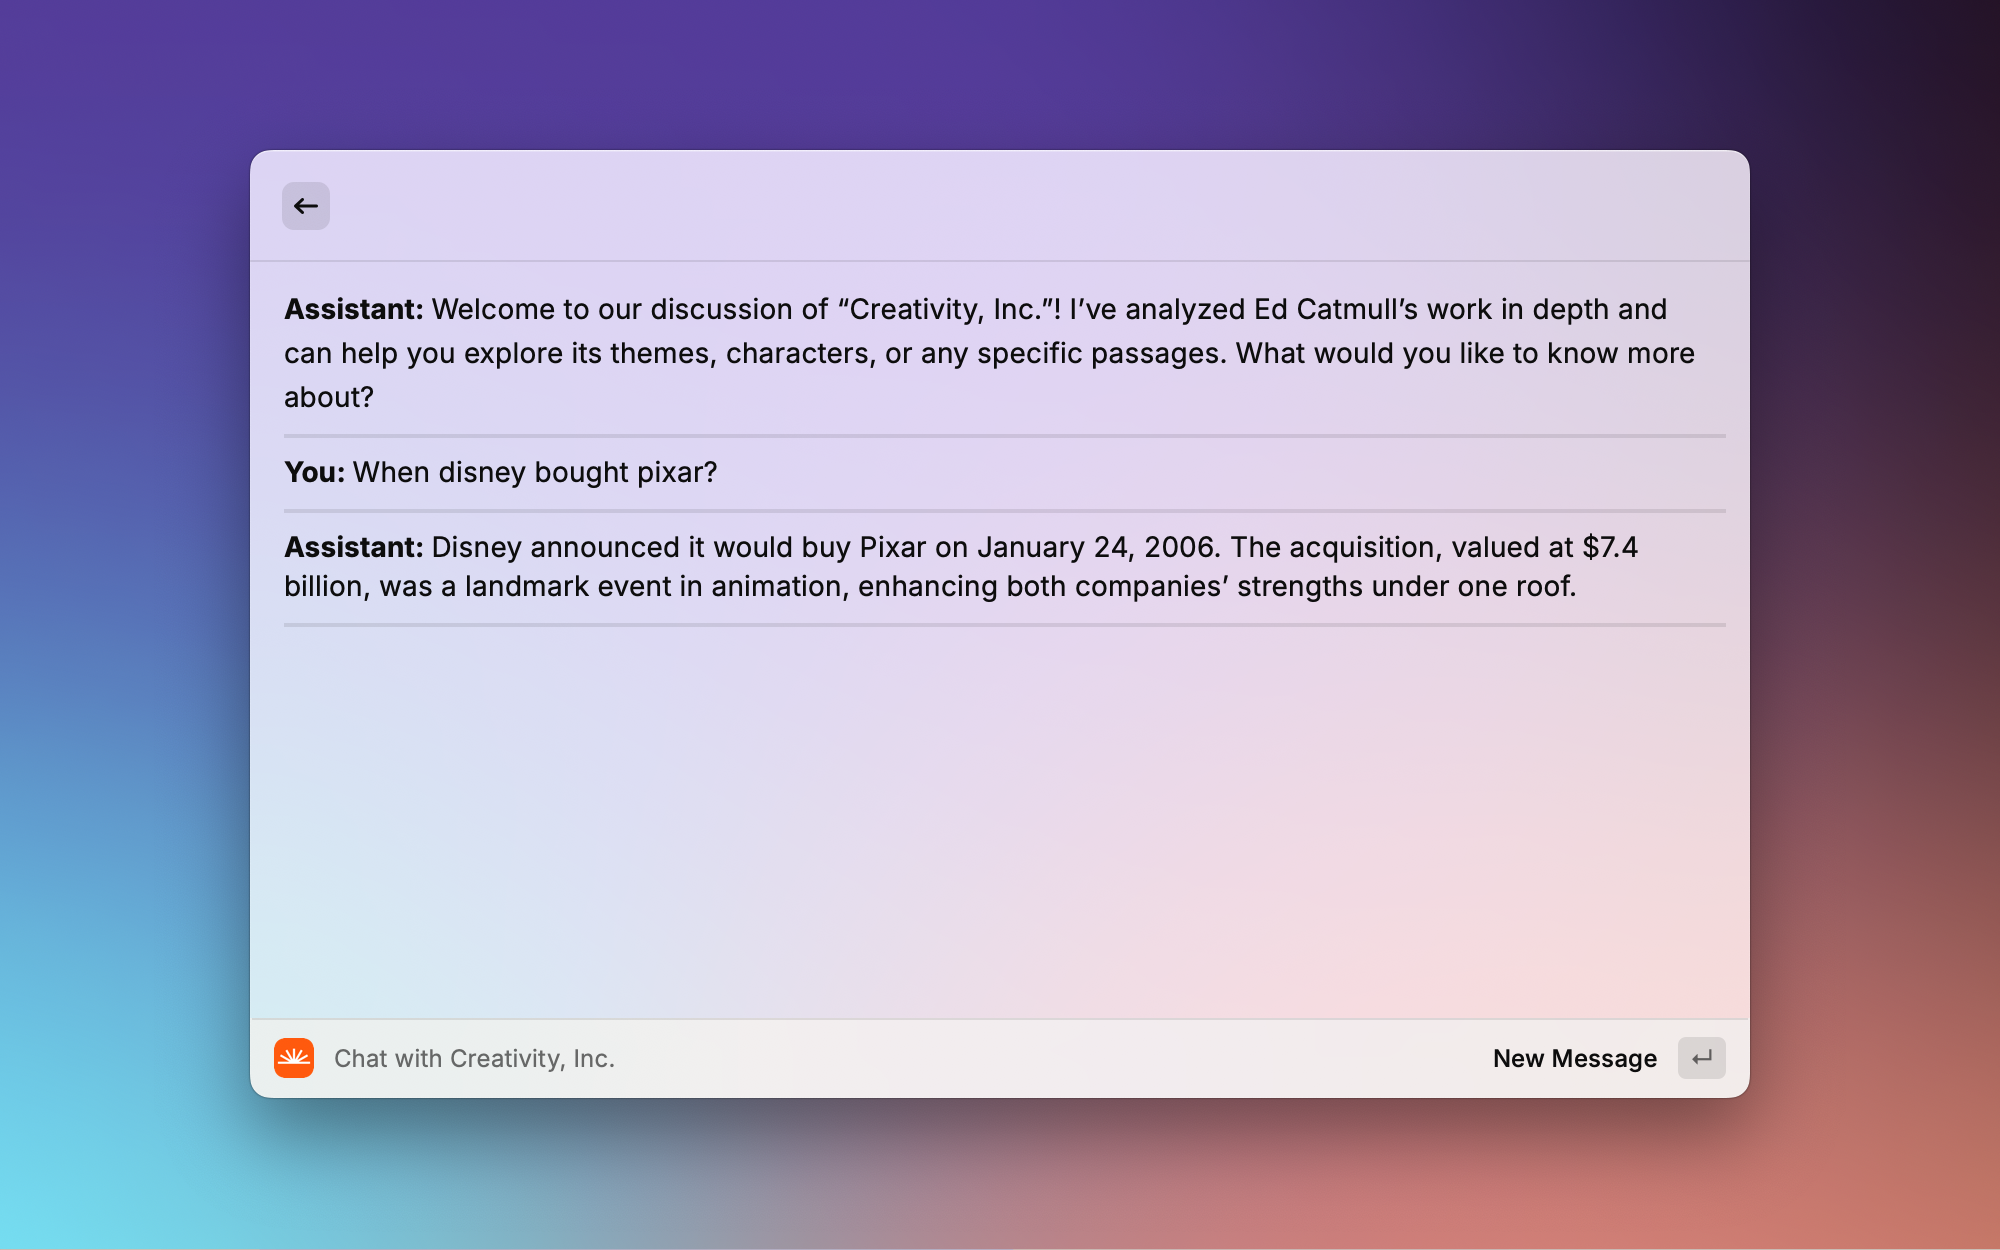 Assistant: Welcome to our discussion of “Creativity, Inc.”! I’ve analyzed Ed Catmull’s work in depth and
can help you explore its themes, characters, or any specific passages. What would you like to know more
about?
You: When disney bought pixar?
Assistant: Disney announced it would buy Pixar on January 24, 2006. The acquisition, valued at $7.4
billion, was a landmark event in animation, enhancing both companies’ strengths under one roof.
Chat with Creativity, Inc.
New Message